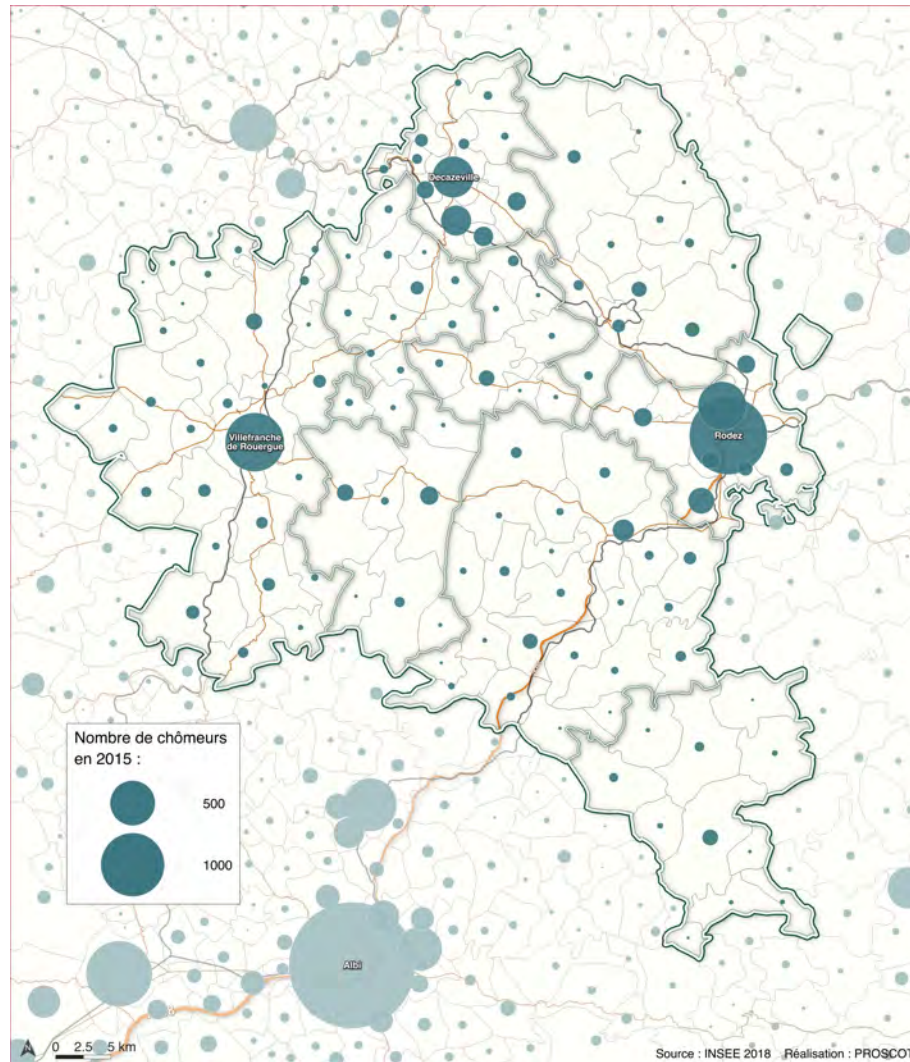 Decazeville
Villefranche
de Rouergue
Rodez
Nombre de chômeurs
en 2015 :
500
1000
Albi
0 2.5 5 km
Source : INSEE 2018 Réalisation : PROSCOT